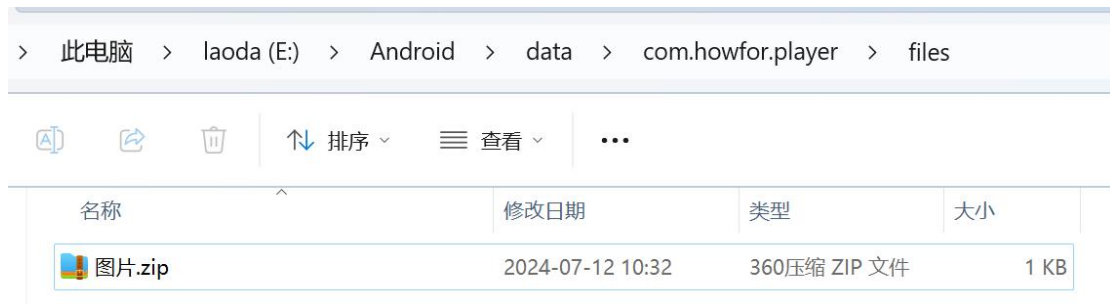 > 此电脑 > laoda (E:) > Android > data > com.howfor.player > files
排序 查看 •••
名称 修改日期 类型 大小
图片.zip 2024-07-12 10:32 360压缩 ZIP 文件 1 KB